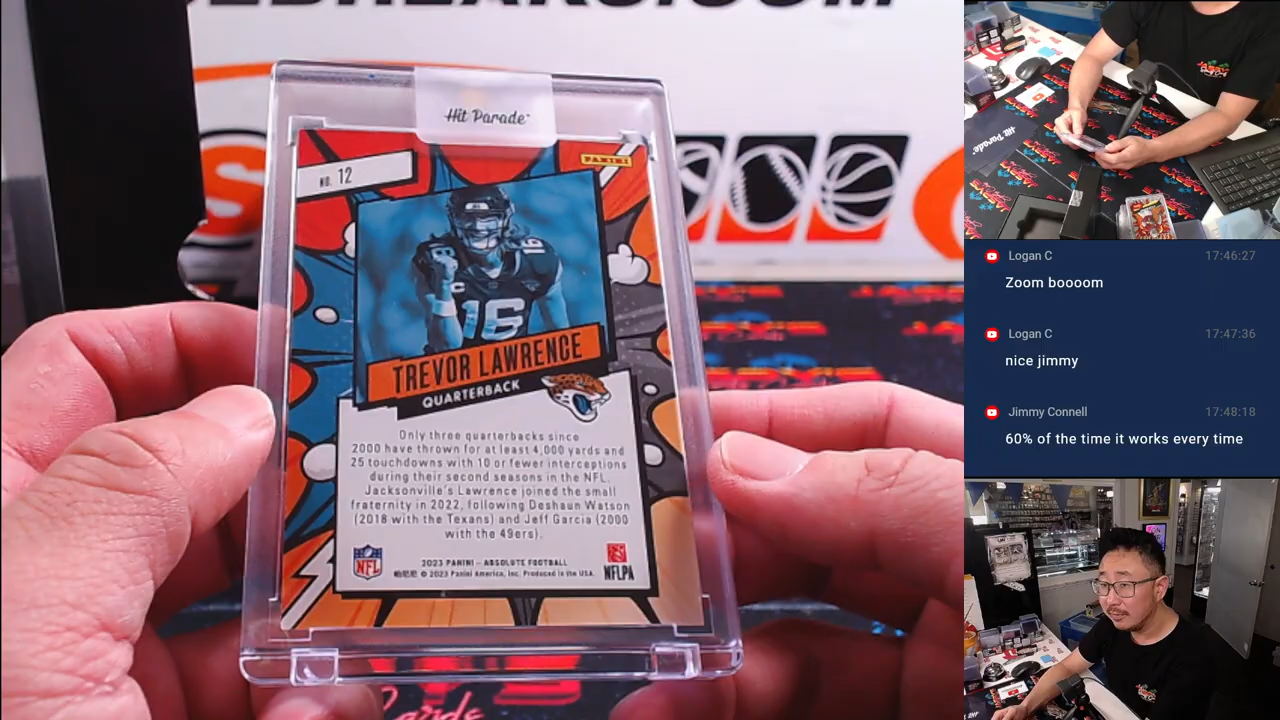 Hit Parade
PANINI
NO. 12
16
16
TREVOR LAWRENCE
QUARTERBACK
Only three quarterbacks since
2000 have thrown for at least 4,000 yards and
25 touchdowns with 10 or fewer interceptions
during their second seasons in the NFL.
Jacksonville's Lawrence joined the small
fraternity in 2022, following Deshaun Watson
(2018 with the Texans) and Jeff Garcia (2000
with the 49ers).
NFL
2023 PANINI – ABSOLUTE FOOTBALL
© 2023 Panini America, Inc. Produced in the USA.
NFLPA
Hit Parade
Logan C 17:46:27
Zoom boooom
Logan C 17:47:36
nice jimmy
Jimmy Connell 17:48:18
60% of the time it works every time